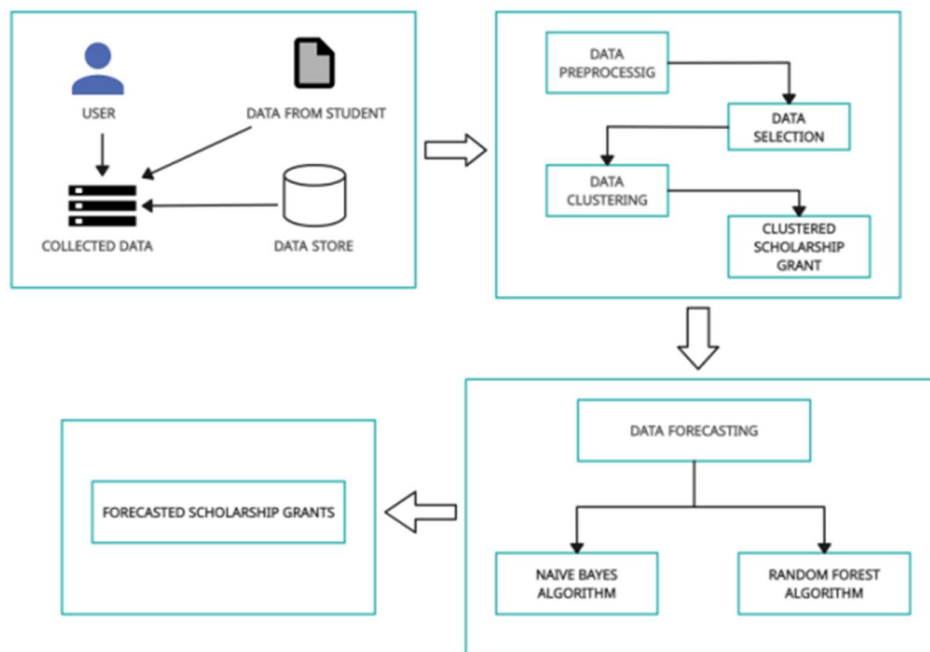 USER
DATA FROM STUDENT
COLLECTED DATA
DATA STORE
DATA
PREPROCESSIG
DATA
SELECTION
DATA
CLUSTERING
CLUSTERED
SCHOLARSHIP
GRANT
DATA FORECASTING
NAIVE BAYES
ALGORITHM
RANDOM FOREST
ALGORITHM
FORECASTED SCHOLARSHIP GRANTS